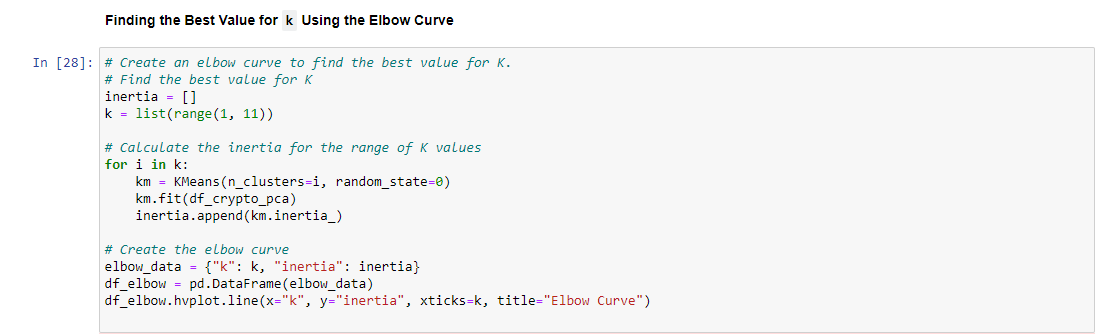 Finding the Best Value for k Using the Elbow Curve
In [28]: # Create an elbow curve to find the best value for K.
# Find the best value for K
inertia = []
k = list(range(1, 11))
# Calculate the inertia for the range of K values
for i in k:
    km = KMeans(n_clusters=i, random_state=0)
    km.fit(df_crypto_pca)
    inertia.append(km.inertia_)
# Create the elbow curve
elbow_data = {"k": k, "inertia": inertia}
df_elbow = pd.DataFrame(elbow_data)
df_elbow.hvplot.line(x="k", y="inertia", xticks=k, title="Elbow Curve")